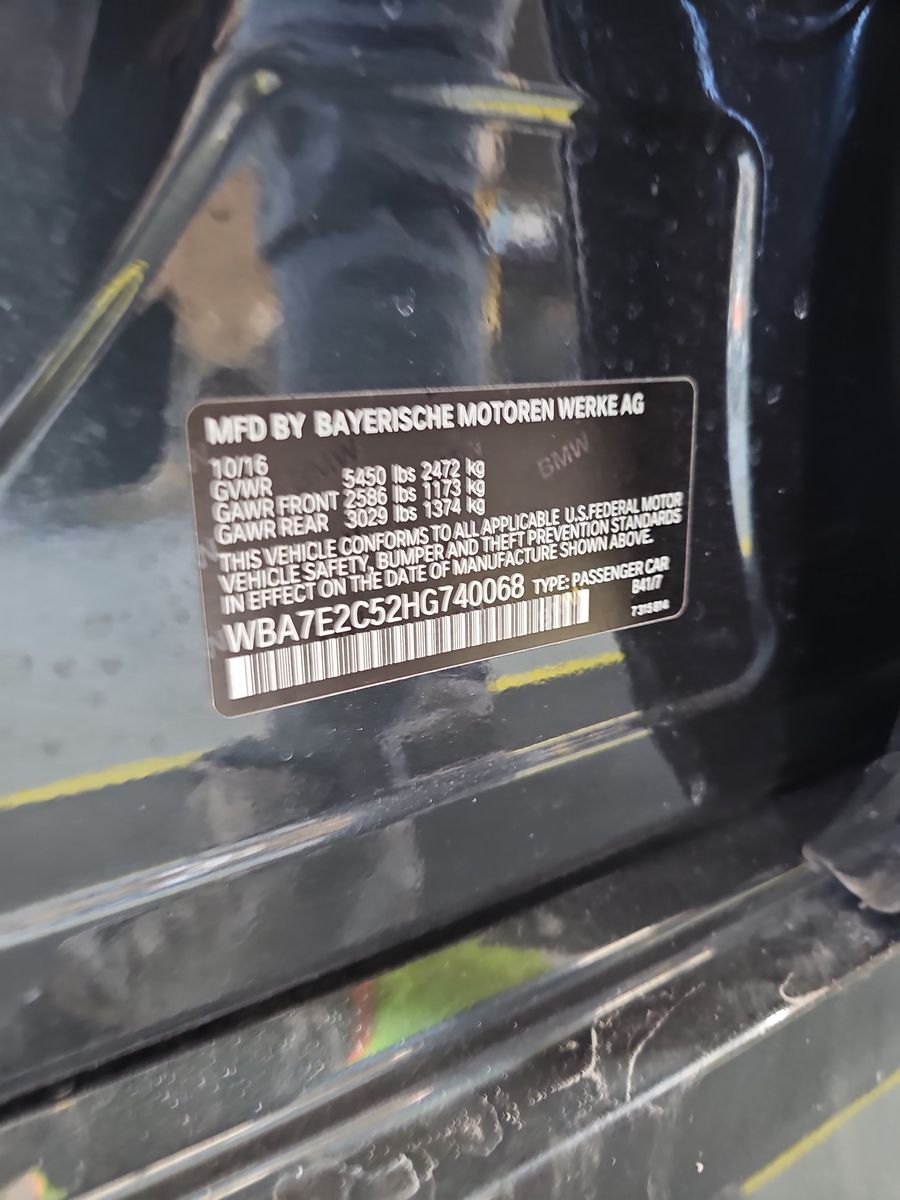 MFD BY BAYERISCHE MOTOREN WERKE AG
10/16
BMW
GVWR 5450 lbs 2472 kg
GAWR FRONT 2586 lbs 1173 kg
GAWR REAR 3029 lbs 1374 kg
THIS VEHICLE CONFORMS TO ALL APPLICABLE U.S.FEDERAL MOTOR
VEHICLE SAFETY, BUMPER AND THEFT PREVENTION STANDARDS
IN EFFECT ON THE DATE OF MANUFACTURE SHOWN ABOVE.
WBA7E2C52HG740068 TYPE: PASSENGER CAR
B41/7
7315814